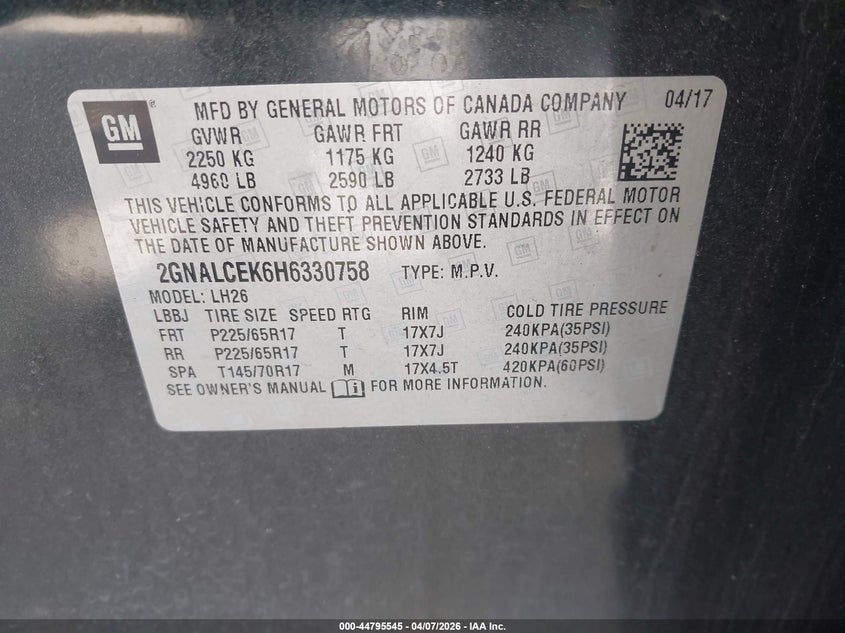 GM ® MFD BY GENERAL MOTORS OF CANADA COMPANY 04/17
GVWR GAWR FRT GAWR RR
2250 KG 1175 KG 1240 KG
4960 LB 2590 LB 2733 LB
THIS VEHICLE CONFORMS TO ALL APPLICABLE U.S. FEDERAL MOTOR
VEHICLE SAFETY AND THEFT PREVENTION STANDARDS IN EFFECT ON
THE DATE OF MANUFACTURE SHOWN ABOVE.
2GNALCEK6H6330758 TYPE: M.P.V.
MODEL: LH26
LBBJ TIRE SIZE SPEED RTG RIM COLD TIRE PRESSURE
FRT P225/65R17 T 17X7J 240KPA(35PSI)
RR P225/65R17 T 17X7J 240KPA(35PSI)
SPA T145/70R17 M 17X4.5T 420KPA(60PSI)
SEE OWNER'S MANUAL FOR MORE INFORMATION.
000-44795545 - 04/07/2026 - IAA Inc.